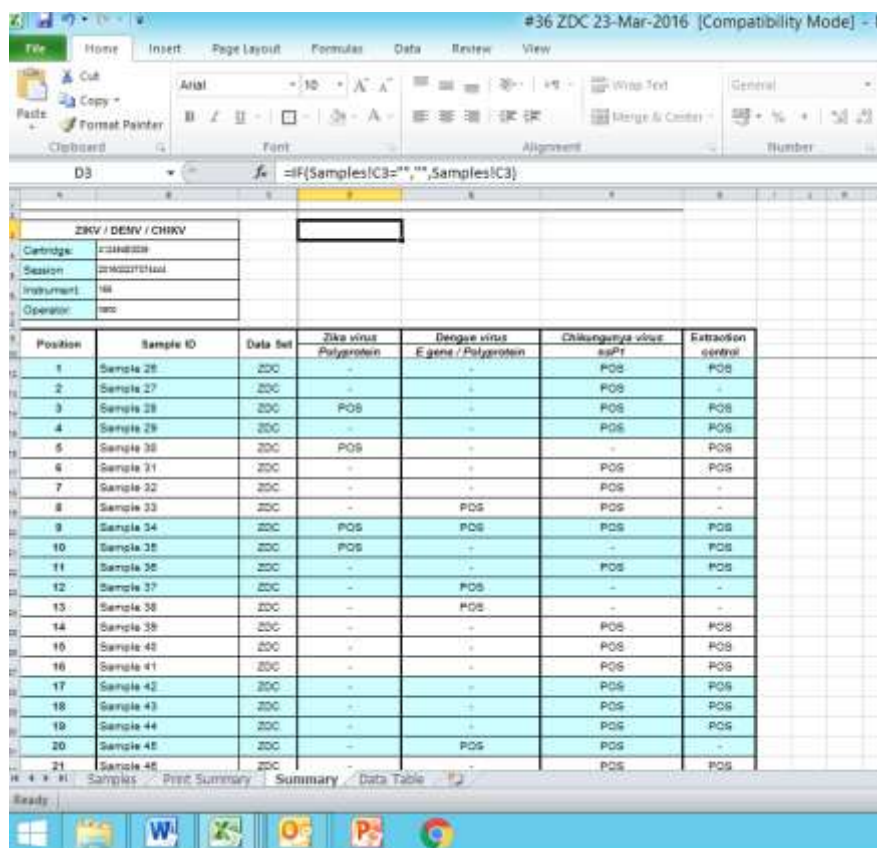 #36 ZDC 23-Mar-2016 [Compatibility Mode] -
File Home Insert Page Layout Formulas Data Review View
Cut
Copy
Paste
Format Painter
Arial 10
Wrap Text
Merge & Center
General
Clipboard Font Alignment Number
D3 fx =IF(Samples!C3="","",Samples!C3)
ZIKV / DENV / CHIKV
Cartridge:
Session
Instrument
Operator:
Position Sample ID Data Set Zika virus Dengue virus Chikungunya virus Extraction
Polyprotein E gene / Polyprotein nsP1 control
1 Sample 26 ZDC - - POS POS
2 Sample 27 ZDC - - POS -
3 Sample 28 ZDC POS - POS POS
4 Sample 29 ZDC - - POS POS
5 Sample 30 ZDC POS - - POS
6 Sample 31 ZDC - - POS POS
7 Sample 32 ZDC - - POS -
8 Sample 33 ZDC - POS POS -
9 Sample 34 ZDC POS POS POS POS
10 Sample 35 ZDC POS - - POS
11 Sample 36 ZDC - - POS POS
12 Sample 37 ZDC - POS - -
13 Sample 38 ZDC - POS - -
14 Sample 39 ZDC - - POS POS
15 Sample 40 ZDC - - POS POS
16 Sample 41 ZDC - - POS POS
17 Sample 42 ZDC - - POS POS
18 Sample 43 ZDC - - POS POS
19 Sample 44 ZDC - - POS POS
20 Sample 45 ZDC - POS POS -
21 Sample 46 ZDC - - POS POS
Samples Print Summary Summary Data Table
Ready